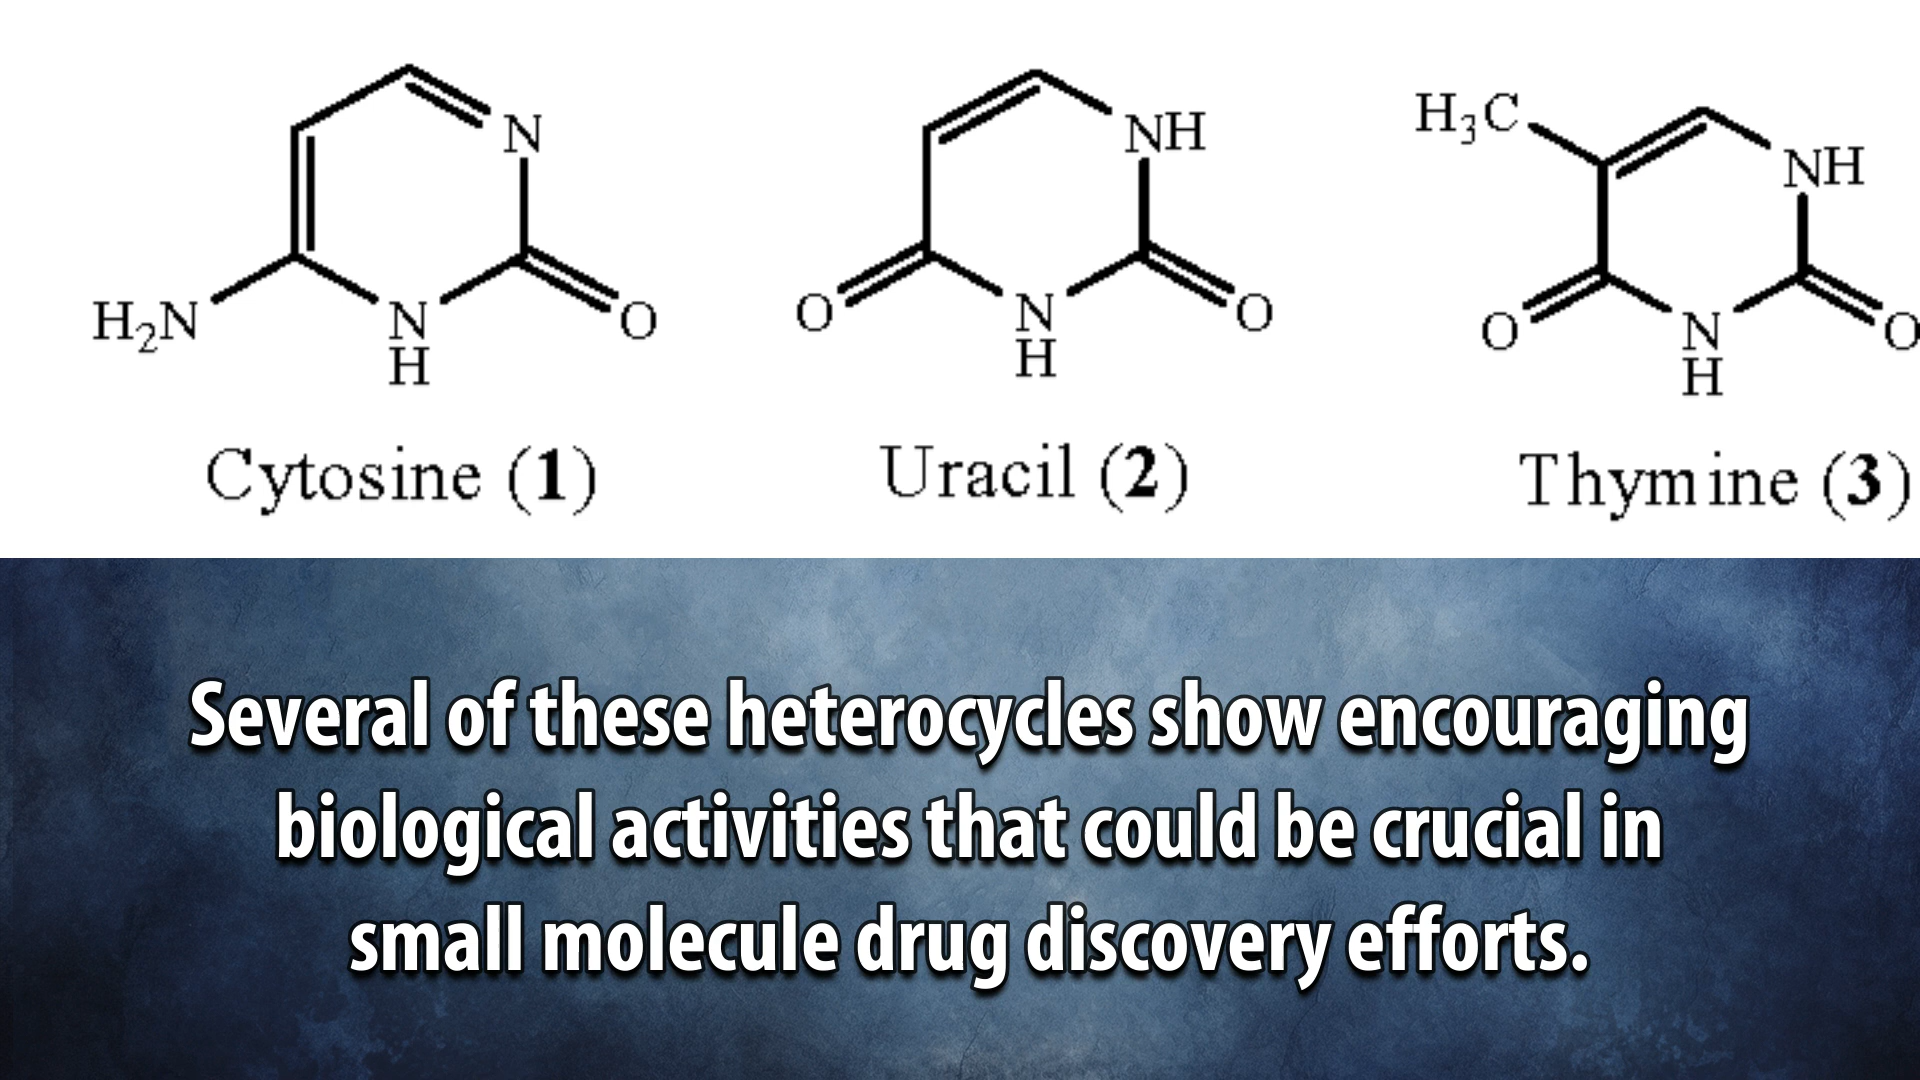 N
H₂N
N
H
O
Cytosine (1)
NH
O
N
H
O
Uracil (2)
H₃C
NH
O
N
H
O
Thymine (3)
Several of these heterocycles show encouraging
biological activities that could be crucial in
small molecule drug discovery efforts.